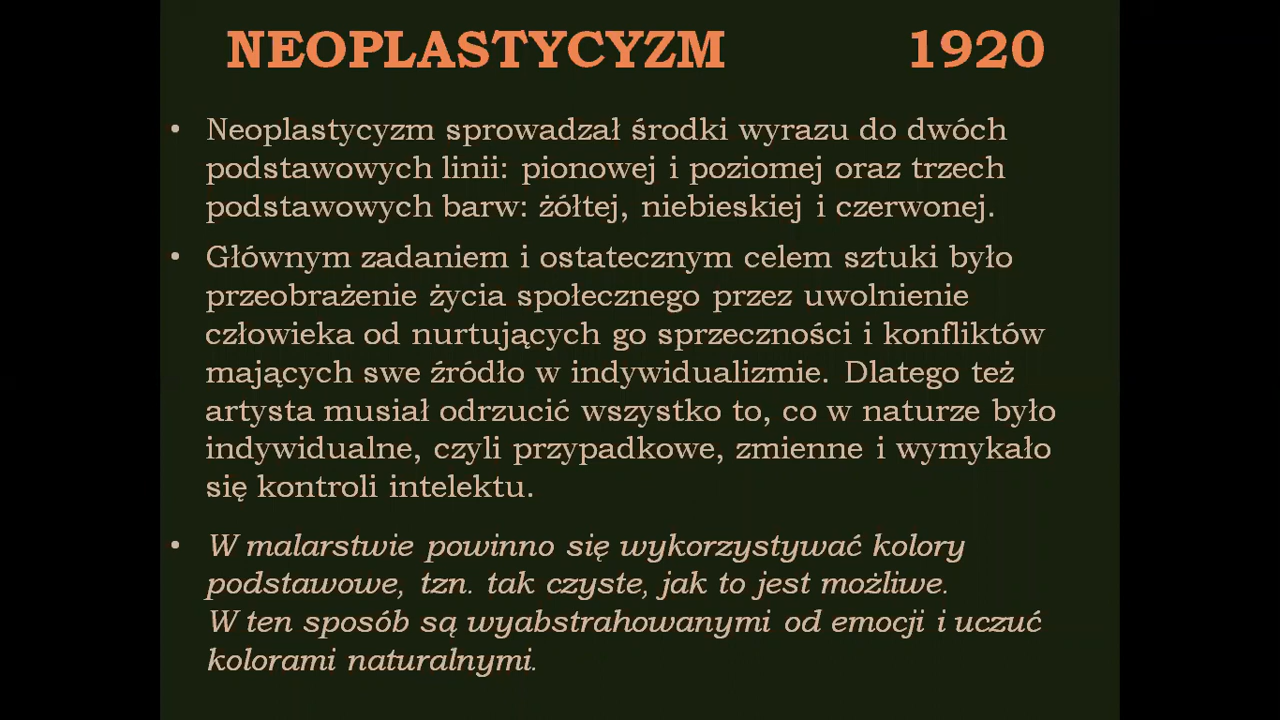 NEOPLASTYCYZM 1920
• Neoplastycyzm sprowadzał środki wyrazu do dwóch
podstawowych linii: pionowej i poziomej oraz trzech
podstawowych barw: żółtej, niebieskiej i czerwonej.
• Głównym zadaniem i ostatecznym celem sztuki było
przeobrażenie życia społecznego przez uwolnienie
człowieka od nurtujących go sprzeczności i konfliktów
mających swe źródło w indywidualizmie. Dlatego też
artysta musiał odrzucić wszystko to, co w naturze było
indywidualne, czyli przypadkowe, zmienne i wymykało
się kontroli intelektu.
• W malarstwie powinno się wykorzystywać kolory
podstawowe, tzn. tak czyste, jak to jest możliwe.
W ten sposób są wyabstrahowanymi od emocji i uczuć
kolorami naturalnymi.